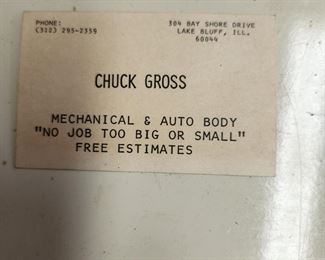 PHONE:
(312) 295-2359
304 BAY SHORE DRIVE
LAKE BLUFF, ILL.
60044
CHUCK GROSS
MECHANICAL & AUTO BODY
"NO JOB TOO BIG OR SMALL"
FREE ESTIMATES